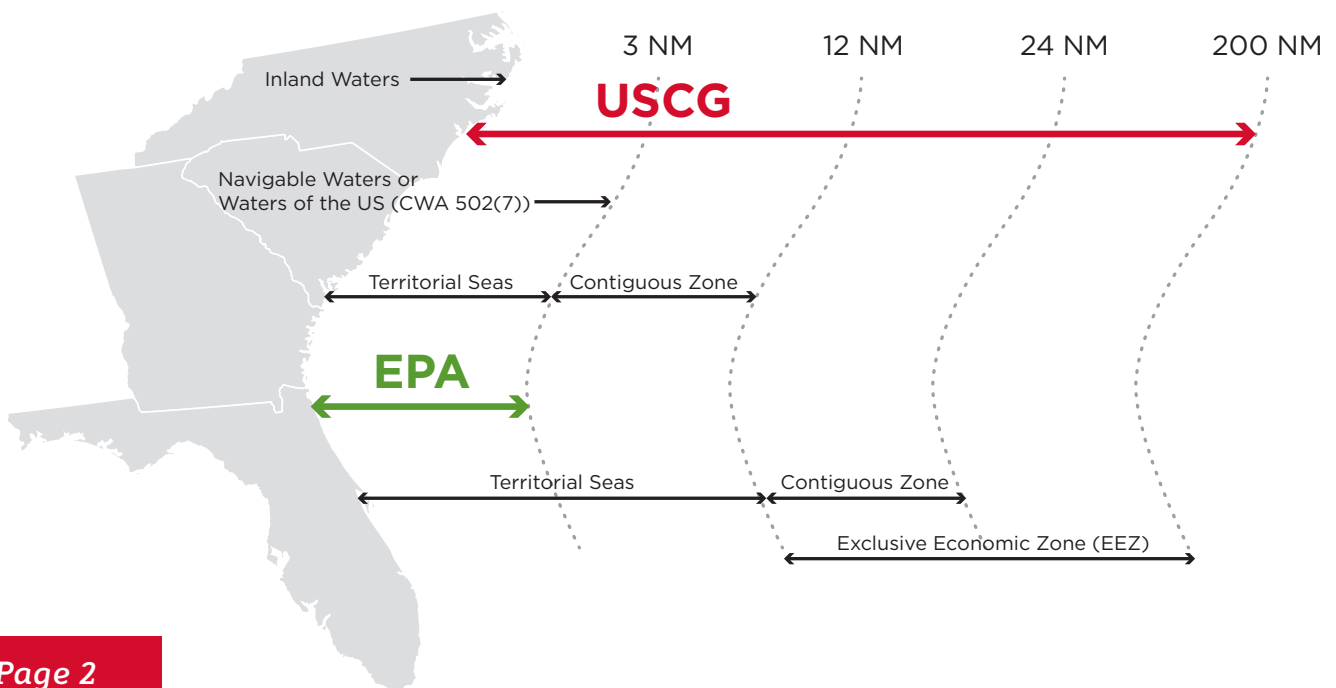 3 NM
12 NM
24 NM
200 NM
Inland Waters
USCG
Navigable Waters or
Waters of the US (CWA 502(7))
Territorial Seas
Contiguous Zone
EPA
Territorial Seas
Contiguous Zone
Exclusive Economic Zone (EEZ)
Page 2